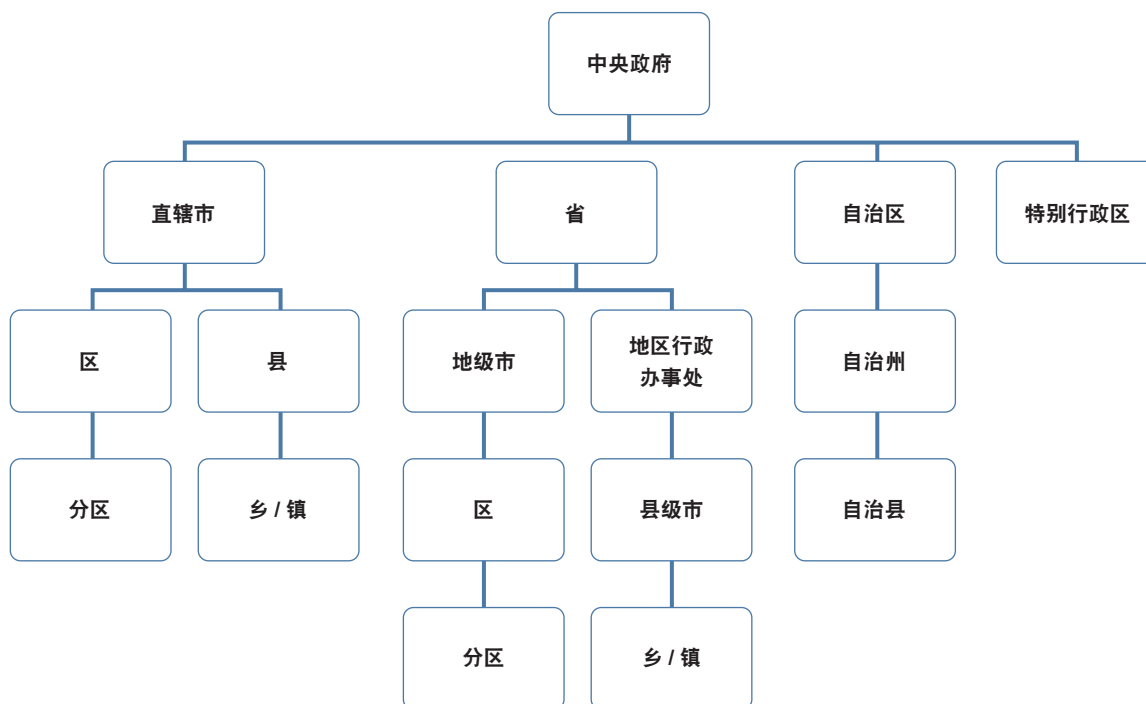 中央政府
直辖市
省
自治区
特别行政区
区
县
地级市
地区行政
办事处
自治州
分区
乡 / 镇
区
县级市
自治县
分区
乡 / 镇